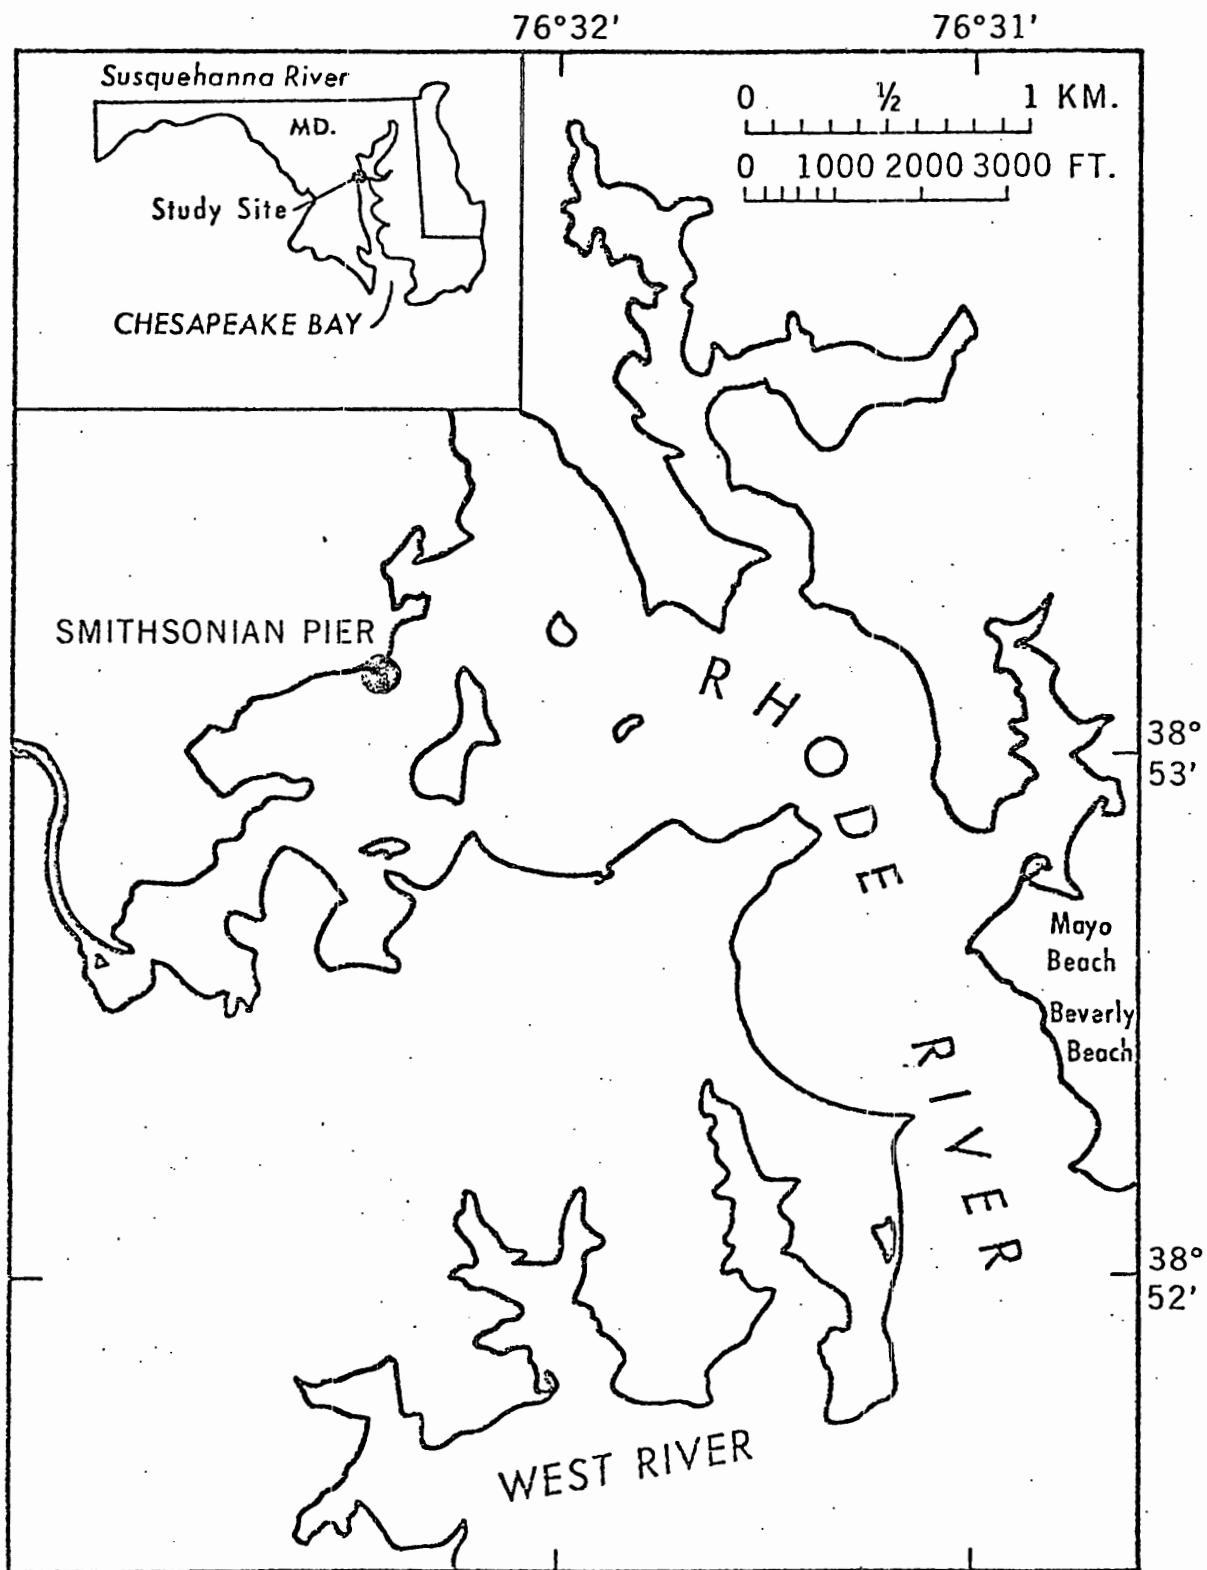 76°32' 76°31'
Susquehanna River
MD.
Study Site
CHESAPEAKE BAY
0 ½ 1 KM.
0 1000 2000 3000 FT.
SMITHSONIAN PIER
RHODE RIVER
38°
53'
Mayo
Beach
Beverly
Beach
38°
52'
WEST RIVER